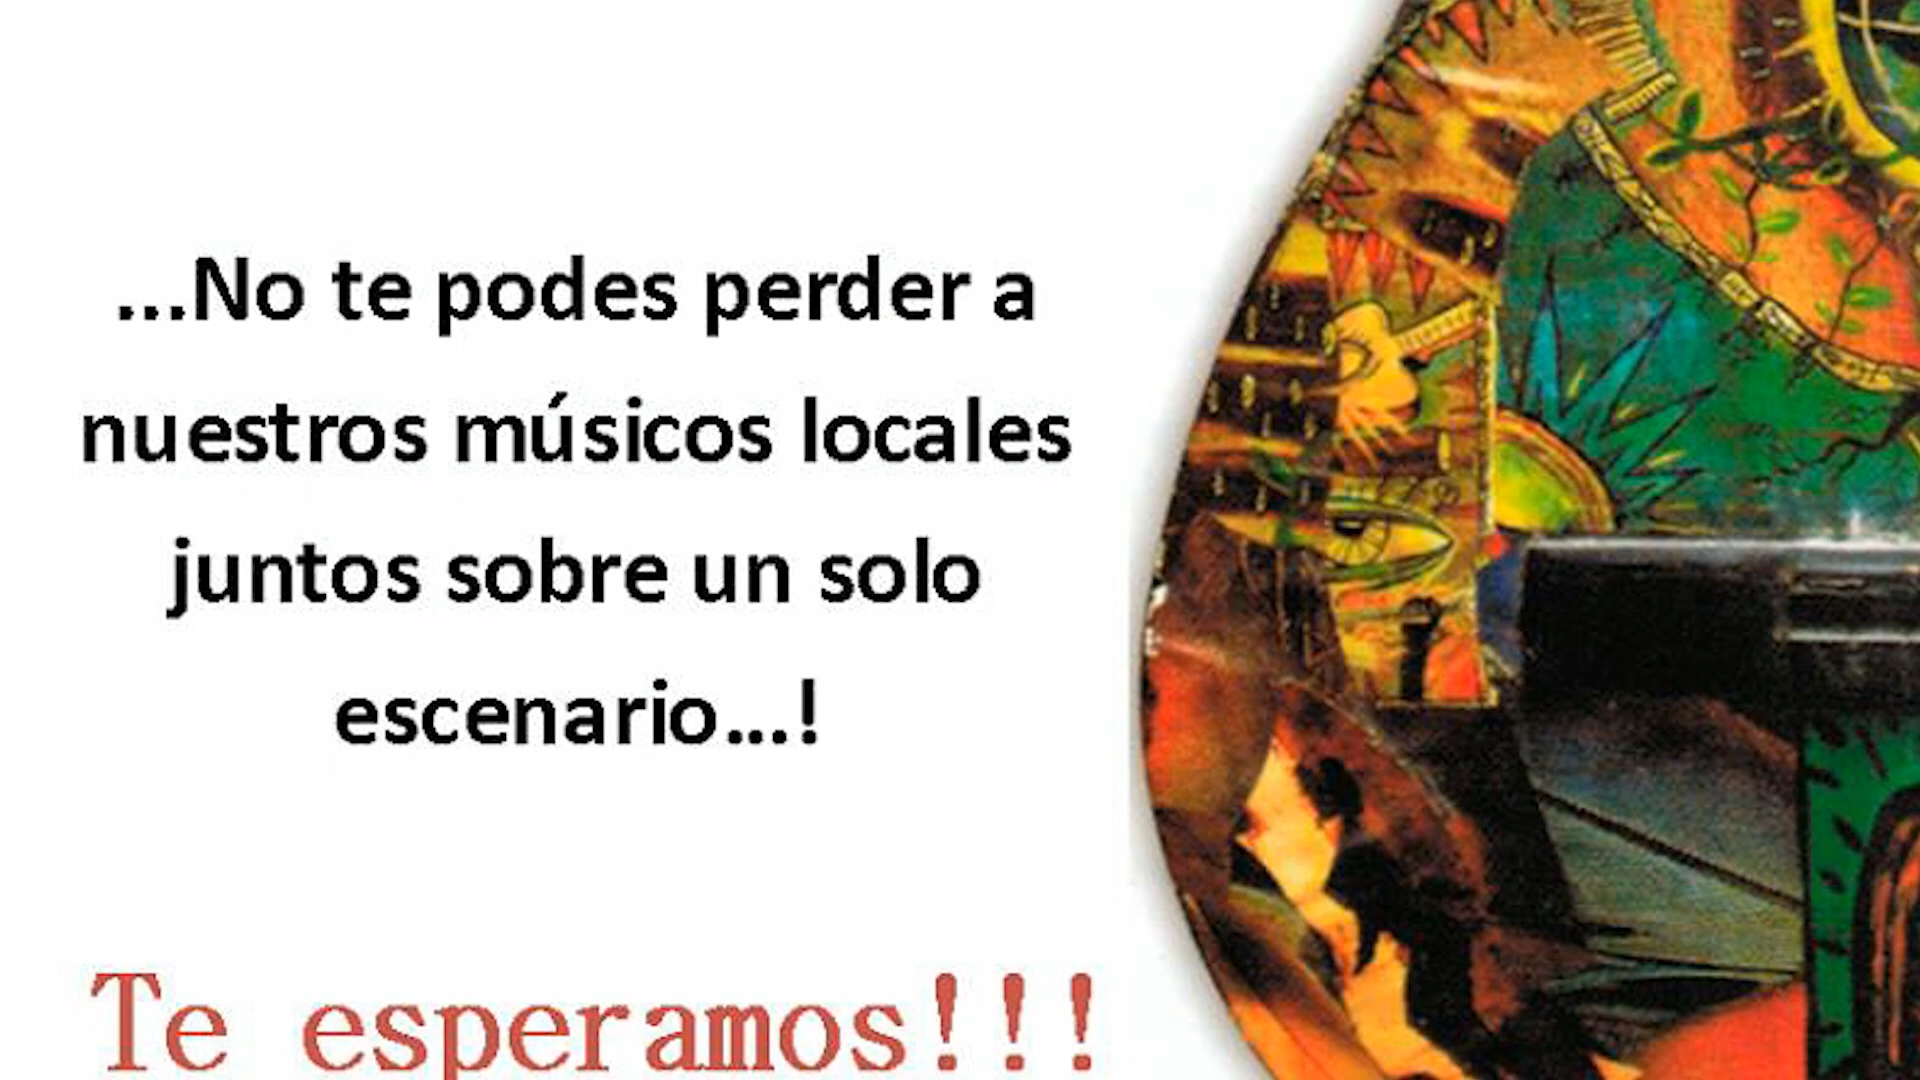 ...No te podes perder a
nuestros músicos locales
juntos sobre un solo
escenario...!
Te esperamos!!!